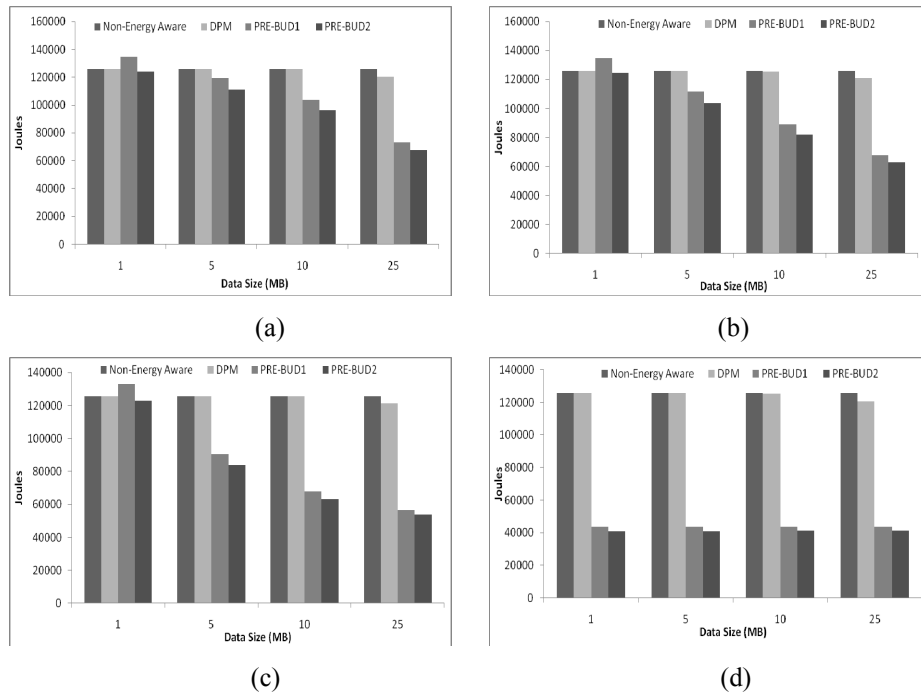 160000
Non-Energy Aware DPM PRE-BUD1 PRE-BUD2
140000
120000
100000
80000
60000
40000
20000
0
Joules
1 5 10 25
Data Size (MB)
(a)
160000
Non-Energy Aware DPM PRE-BUD1 PRE-BUD2
140000
120000
100000
80000
60000
40000
20000
0
Joules
1 5 10 25
Data Size (MB)
(b)
140000
Non-Energy Aware DPM PRE-BUD1 PRE-BUD2
120000
100000
80000
60000
40000
20000
0
Joules
1 5 10 25
Data Size (MB)
(c)
140000
Non-Energy Aware DPM PRE-BUD1 PRE-BUD2
120000
100000
80000
60000
40000
20000
0
Joules
1 5 10 25
Data Size (MB)
(d)